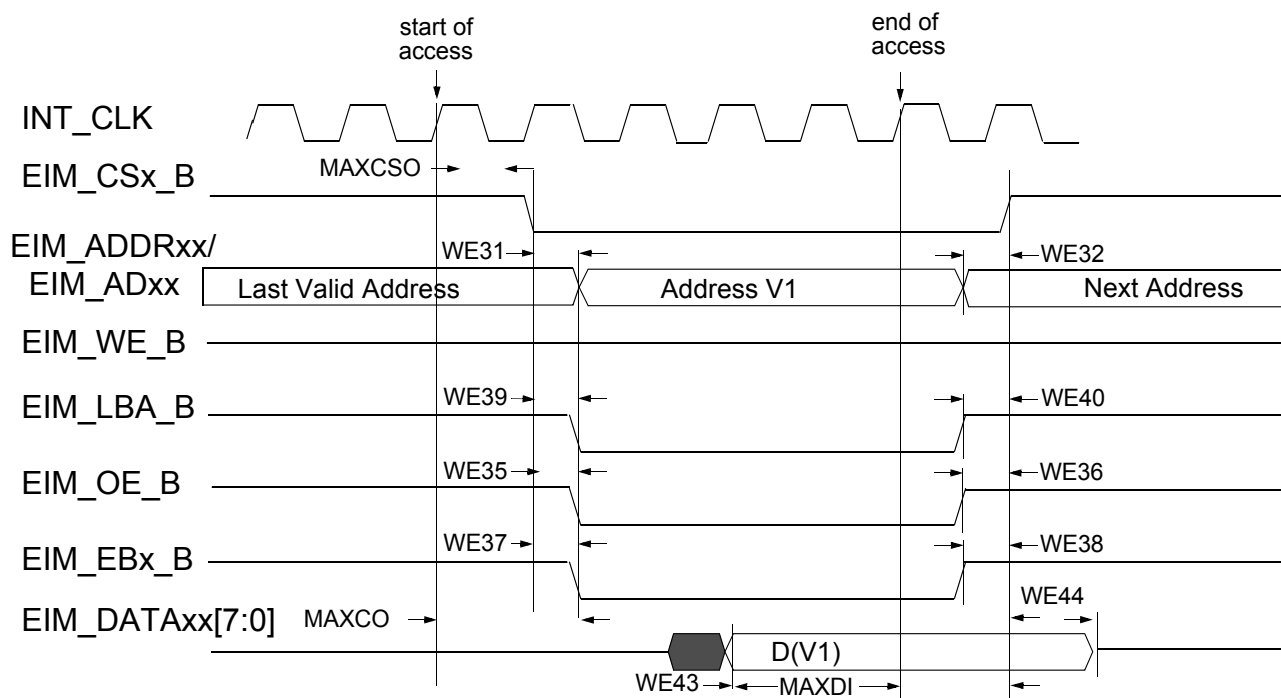 start of
access
end of
access
INT_CLK
MAXCSO
EIM_CSx_B
EIM_ADDRxx/
EIM_ADxx
WE31
WE32
Last Valid Address
Address V1
Next Address
EIM_WE_B
WE39
WE40
EIM_LBA_B
WE35
WE36
EIM_OE_B
WE37
WE38
EIM_EBx_B
WE44
EIM_DATAxx[7:0]
MAXCO
D(V1)
WE43
MAXDI